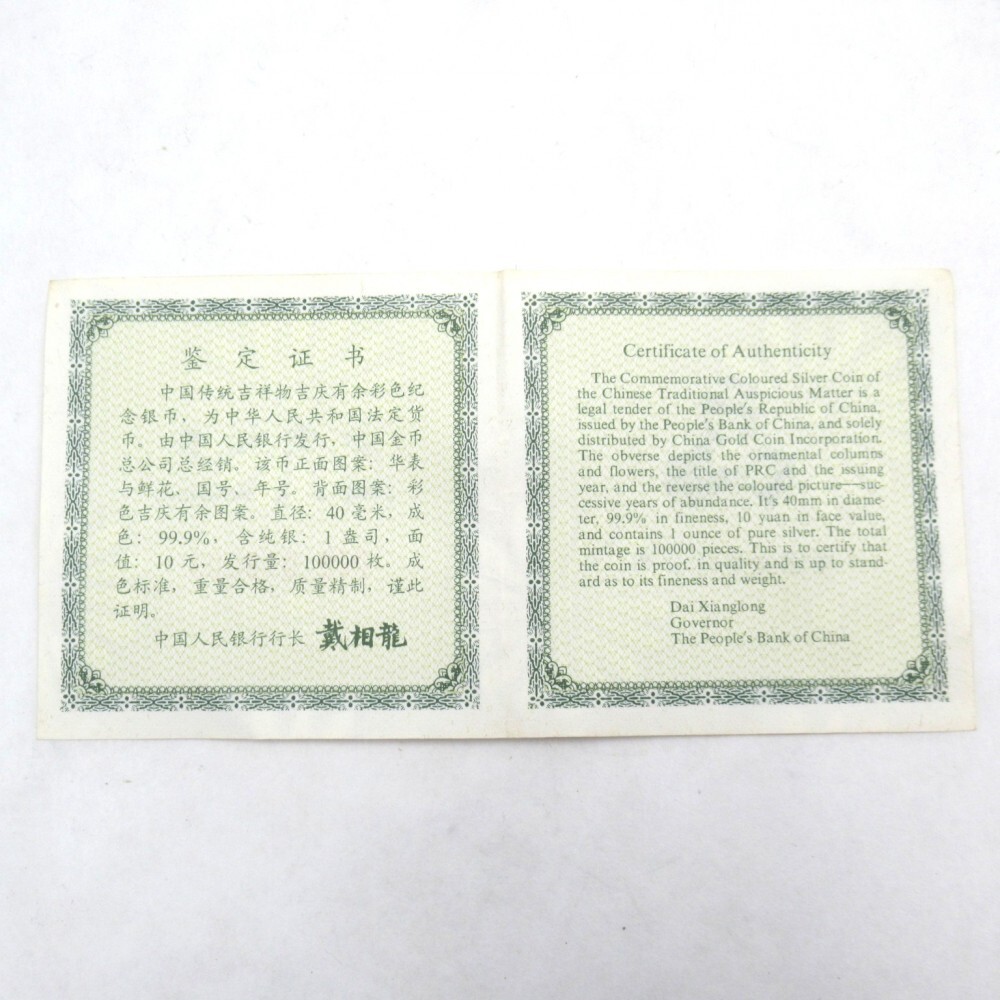 鉴定证书
中国传统吉祥物吉庆有余彩色纪
念银币，为中华人民共和国法定货
币。由中国人民银行发行，中国金币
总公司总经销。该币正面图案：华表
与鲜花、国号、年号。背面图案：彩
色吉庆有余图案。直径：40毫米，成
色：99.9%，含纯银：1盎司，面
值：10元，发行量：100000枚。成
色标准，重量合格，质量精制，谨此
证明。
中国人民银行行长 戴相龍
Certificate of Authenticity
The Commemorative Coloured Silver Coin of
the Chinese Traditional Auspicious Matter is a
legal tender of the People's Republic of China,
issued by the People's Bank of China, and solely
distributed by China Gold Coin Incorporation.
The obverse depicts the ornamental columns
and flowers, the title of PRC and the issuing
year, and the reverse the coloured picture—suc-
cessive years of abundance. It's 40mm in diame-
ter, 99.9% in fineness, 10 yuan in face value,
and contains 1 ounce of pure silver. The total
mintage is 100000 pieces. This is to certify that
the coin is proof. in quality and is up to stand-
ard as to its fineness and weight.
Dai Xianglong
Governor
The People's Bank of China